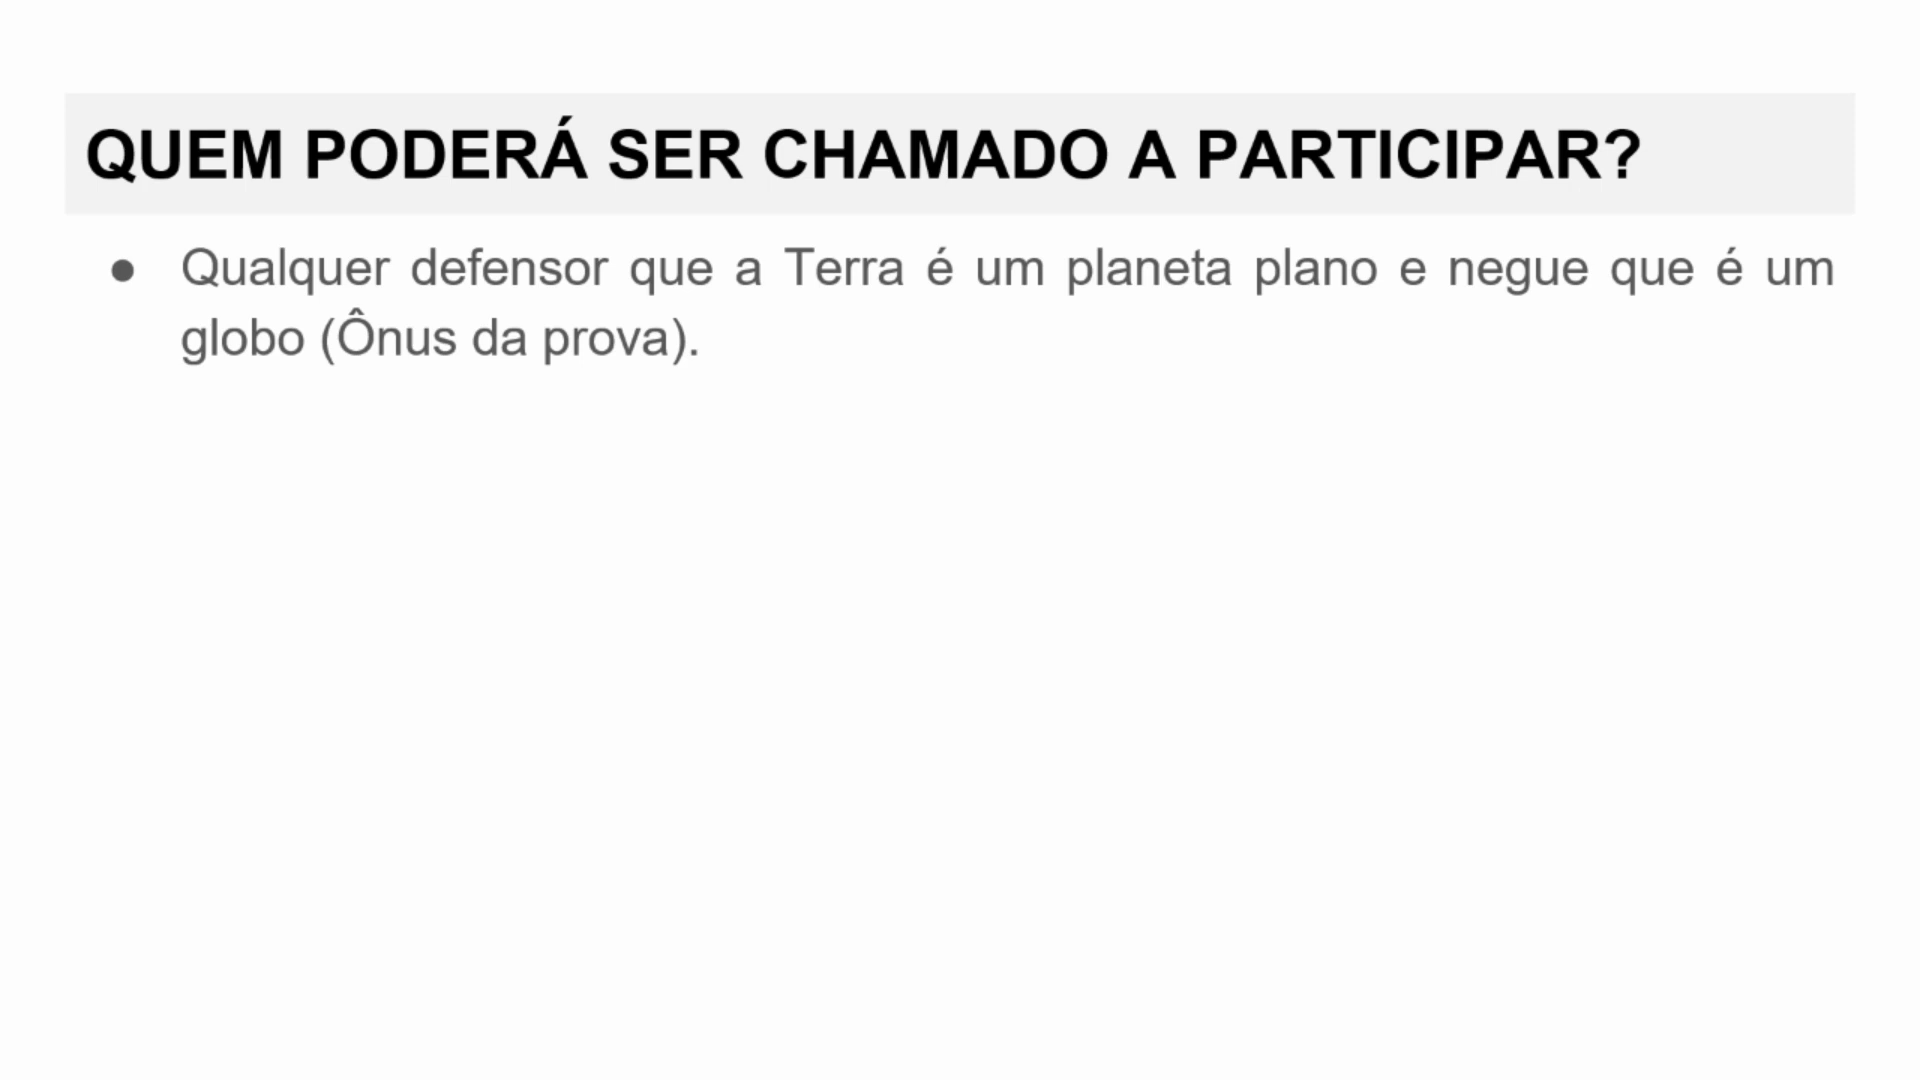 QUEM PODERÁ SER CHAMADO A PARTICIPAR?
● Qualquer defensor que a Terra é um planeta plano e negue que é um
globo (Ônus da prova).